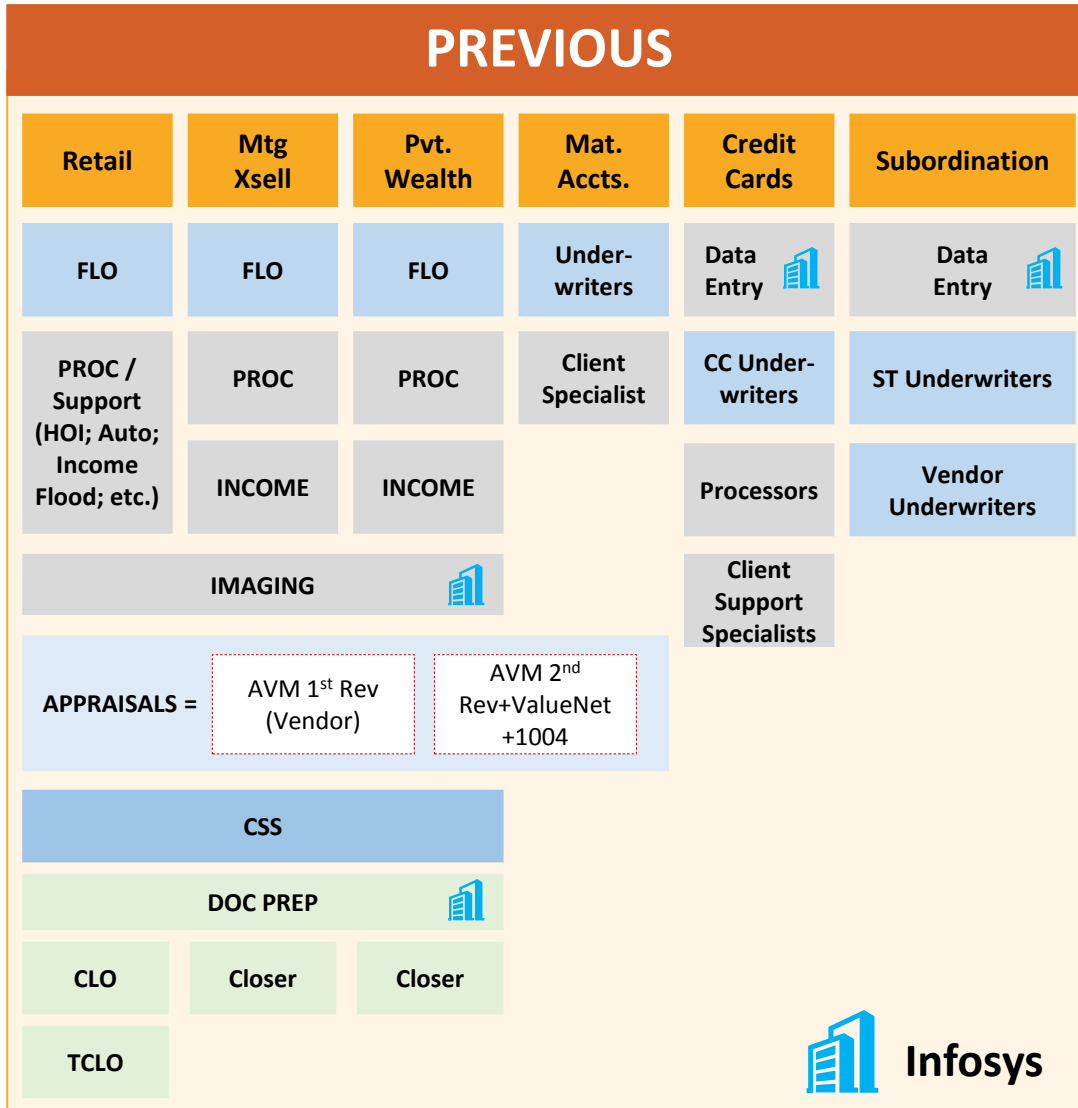 PREVIOUS
Retail
Mtg
Xsell
Pvt.
Wealth
Mat.
Accts.
Credit
Cards
Subordination
FLO
FLO
FLO
Under-
writers
Data
Entry
Data
Entry
PROC /
Support
(HOI; Auto;
Income
Flood; etc.)
PROC
PROC
Client
Specialist
CC Under-
writers
ST Underwriters
INCOME
INCOME
Processors
Vendor
Underwriters
IMAGING
Client
Support
Specialists
APPRAISALS =
AVM 1st Rev
(Vendor)
AVM 2nd
Rev+ValueNet
+1004
CSS
DOC PREP
CLO
Closer
Closer
TCLO
Infosys